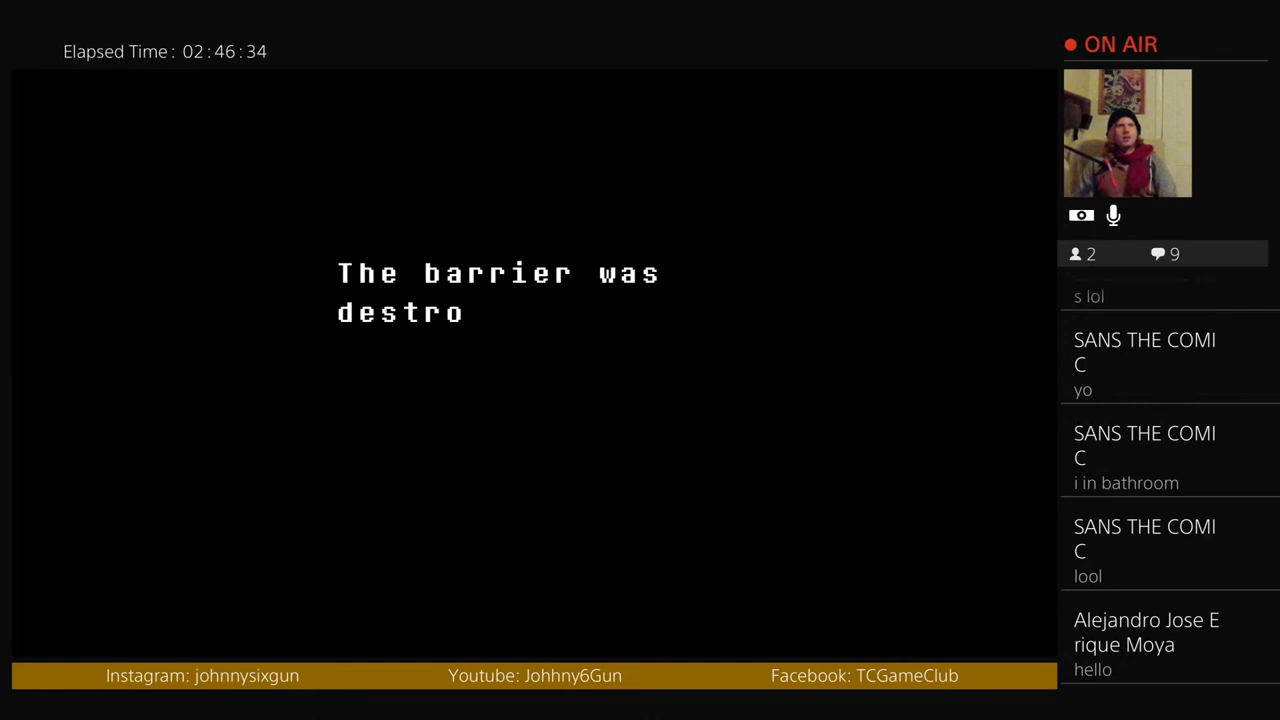 Elapsed Time: 02:46:34
ON AIR
The barrier was
destro
2
9
s lol
SANS THE COMI
C
yo
SANS THE COMI
C
i in bathroom
SANS THE COMI
C
lool
Alejandro Jose E
rique Moya
hello
Instagram: johnnysixgun
Youtube: Johhny6Gun
Facebook: TCGameClub